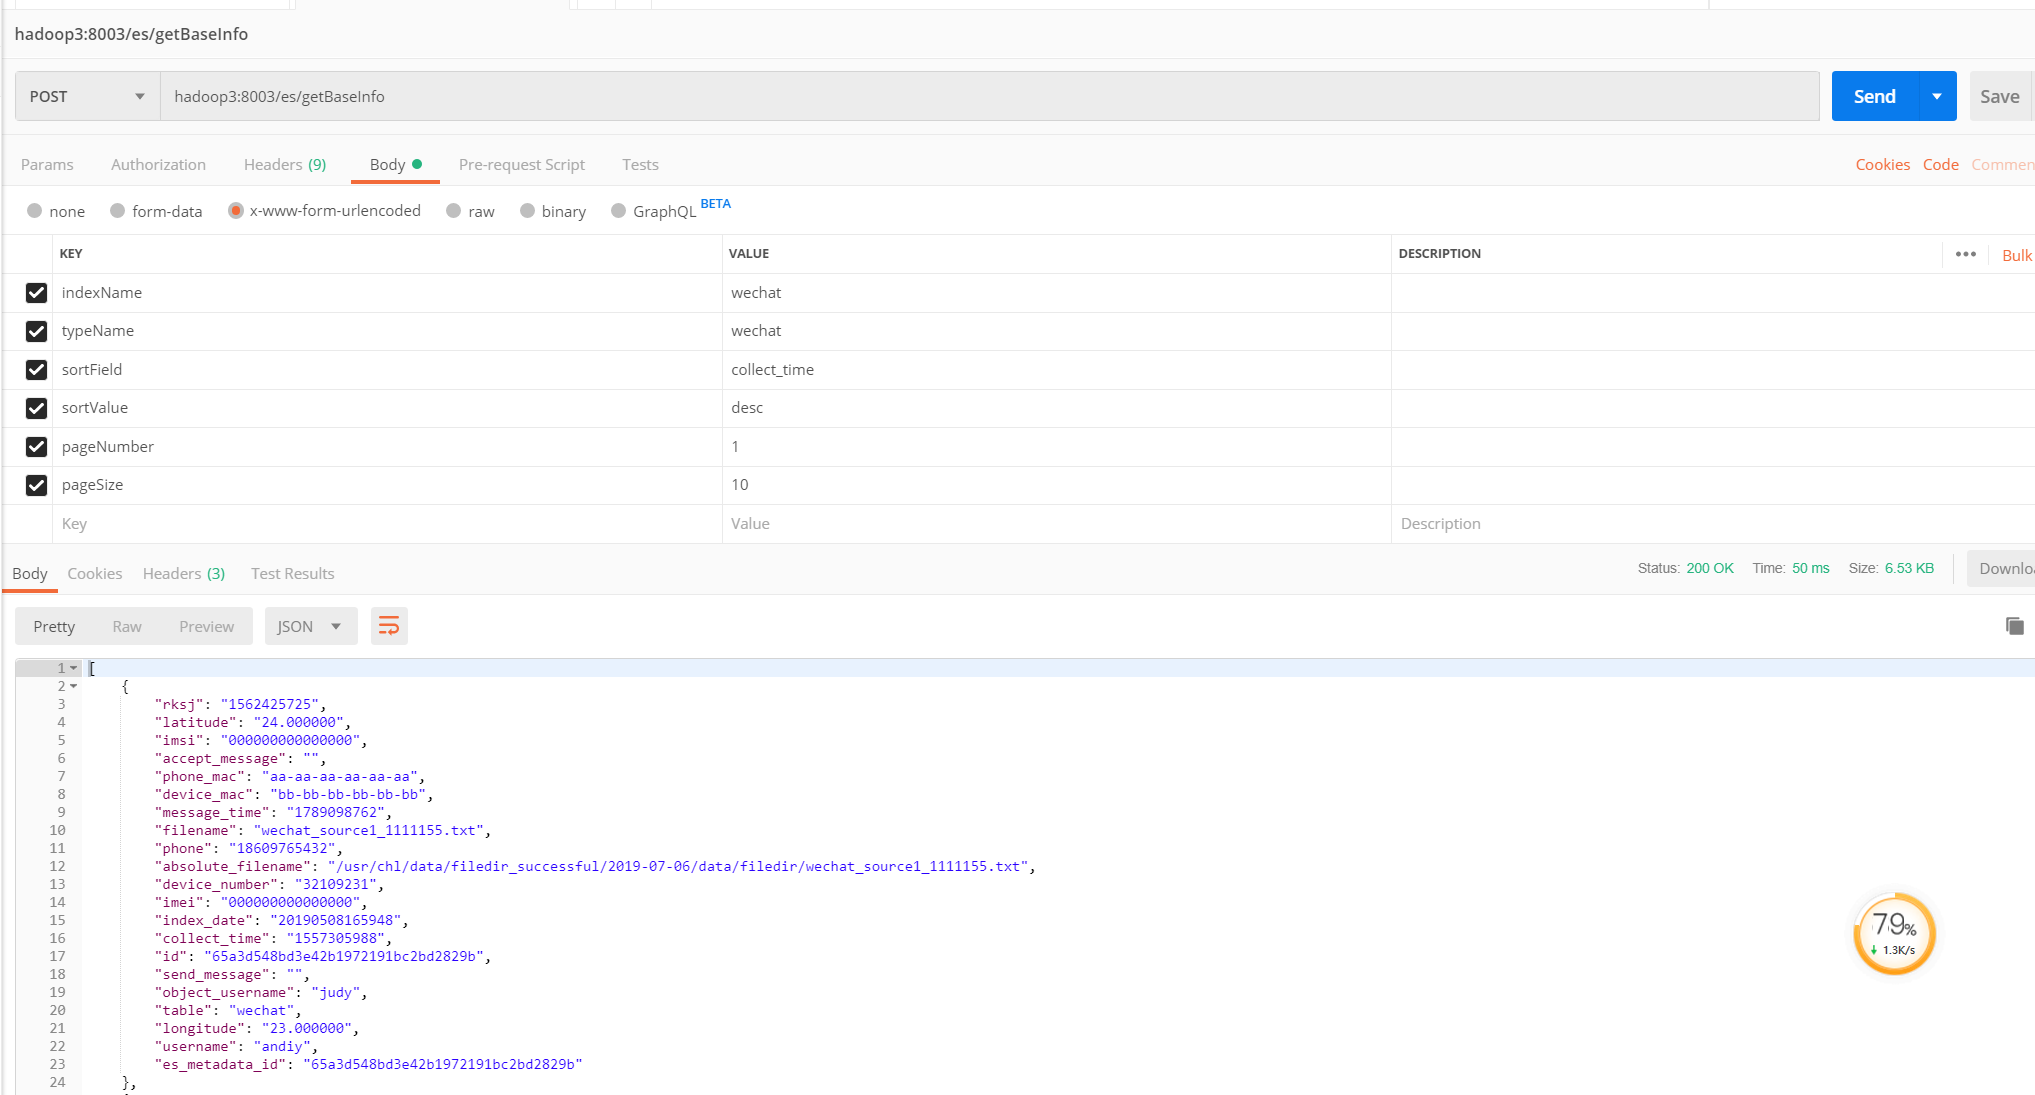 hadoop3:8003/es/getBaseInfo
POST hadoop3:8003/es/getBaseInfo Send Save
Params Authorization Headers (9) Body Pre-request Script Tests Cookies Code Commen
none form-data x-www-form-urlencoded raw binary GraphQL BETA
KEY VALUE DESCRIPTION ••• Bulk
indexName wechat
typeName wechat
sortField collect_time
sortValue desc
pageNumber 1
pageSize 10
Key Value Description
Body Cookies Headers (3) Test Results Status: 200 OK Time: 50 ms Size: 6.53 KB Downlo
Pretty Raw Preview JSON
1 [
2 {
3 "rksj": "1562425725",
4 "latitude": "24.000000",
5 "imsi": "000000000000000",
6 "accept_message": "",
7 "phone_mac": "aa-aa-aa-aa-aa-aa",
8 "device_mac": "bb-bb-bb-bb-bb-bb",
9 "message_time": "1789098762",
10 "filename": "wechat_source1_1111155.txt",
11 "phone": "18609765432",
12 "absolute_filename": "/usr/chl/data/filedir_successful/2019-07-06/data/filedir/wechat_source1_1111155.txt",
13 "device_number": "32109231",
14 "imei": "000000000000000",
15 "index_date": "20190508165948",
16 "collect_time": "1557305988",
17 "id": "65a3d548bd3e42b1972191bc2bd2829b",
18 "send_message": "",
19 "object_username": "judy",
20 "table": "wechat",
21 "longitude": "23.000000",
22 "username": "andiy",
23 "es_metadata_id": "65a3d548bd3e42b1972191bc2bd2829b"
24 },
79%
1.3K/s